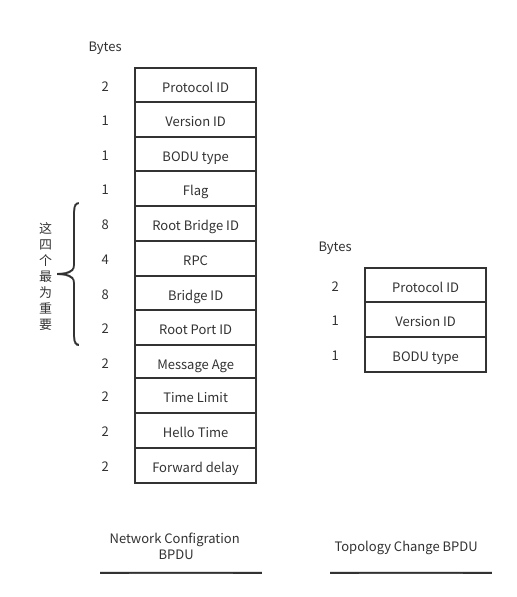 Bytes
2 Protocol ID
1 Version ID
1 BODU type
1 Flag
8 Root Bridge ID
4 RPC
8 Bridge ID
2 Root Port ID
2 Message Age
2 Time Limit
2 Hello Time
2 Forward delay
这四个最为重要
Network Configration
BPDU
Bytes
2 Protocol ID
1 Version ID
1 BODU type
Topology Change BPDU